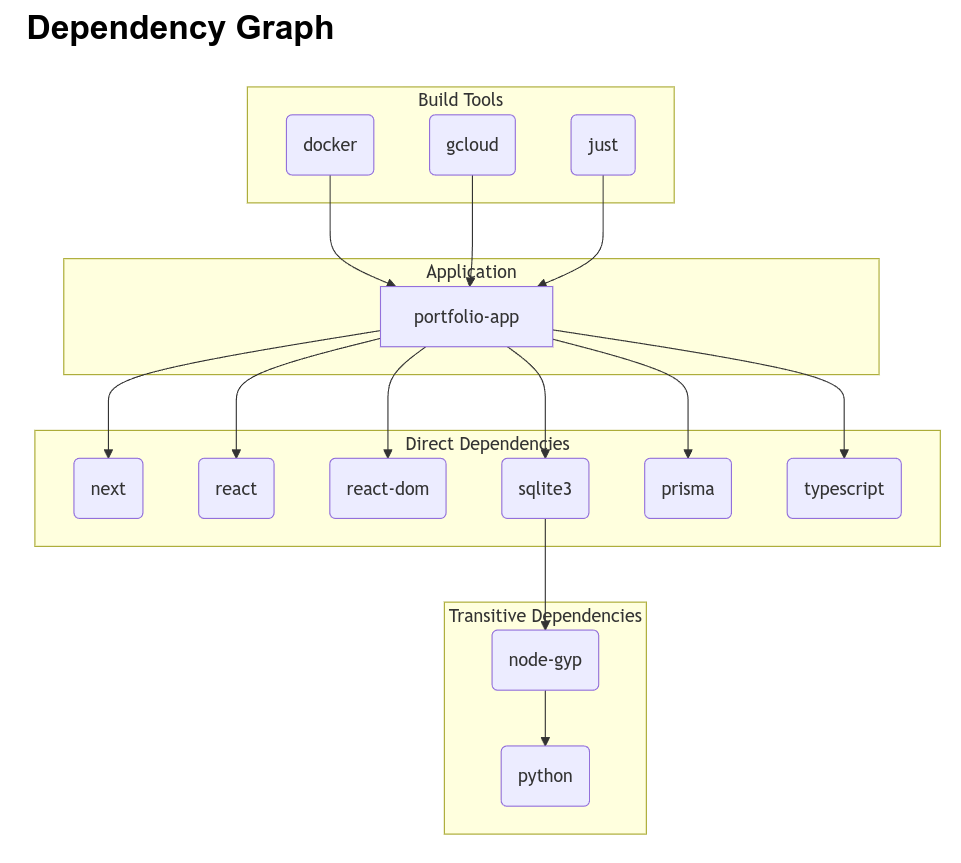 Dependency Graph
Build Tools
docker gcloud just
Application
portfolio-app
Direct Dependencies
next react react-dom sqlite3 prisma typescript
Transitive Dependencies
node-gyp
python